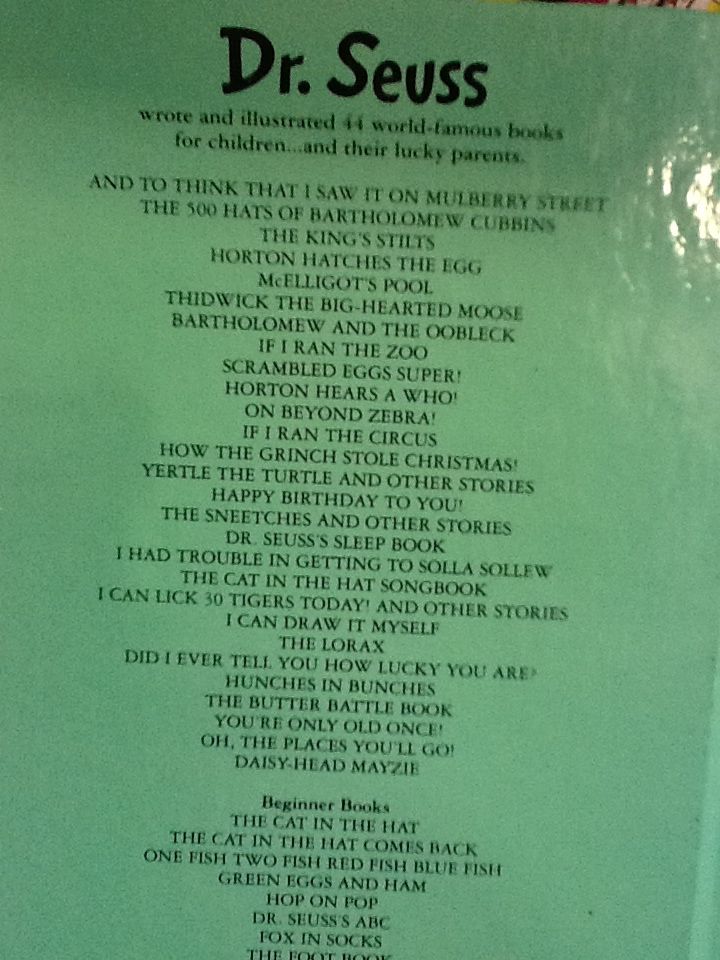 Dr. Seuss
wrote and illustrated 44 world-famous books
for children...and their lucky parents.
AND TO THINK THAT I SAW IT ON MULBERRY STREET
THE 500 HATS OF BARTHOLOMEW CUBBINS
THE KING'S STILTS
HORTON HATCHES THE EGG
McELLIGOT'S POOL
THIDWICK THE BIG-HEARTED MOOSE
BARTHOLOMEW AND THE OOBLECK
IF I RAN THE ZOO
SCRAMBLED EGGS SUPER!
HORTON HEARS A WHO!
ON BEYOND ZEBRA!
IF I RAN THE CIRCUS
HOW THE GRINCH STOLE CHRISTMAS!
YERTLE THE TURTLE AND OTHER STORIES
HAPPY BIRTHDAY TO YOU!
THE SNEETCHES AND OTHER STORIES
DR. SEUSS'S SLEEP BOOK
I HAD TROUBLE IN GETTING TO SOLLA SOLLEW
THE CAT IN THE HAT SONGBOOK
I CAN LICK 30 TIGERS TODAY! AND OTHER STORIES
I CAN DRAW IT MYSELF
THE LORAX
DID I EVER TELL YOU HOW LUCKY YOU ARE?
HUNCHES IN BUNCHES
THE BUTTER BATTLE BOOK
YOU'RE ONLY OLD ONCE!
OH, THE PLACES YOU'LL GO!
DAISY-HEAD MAYZIE
Beginner Books
THE CAT IN THE HAT
THE CAT IN THE HAT COMES BACK
ONE FISH TWO FISH RED FISH BLUE FISH
GREEN EGGS AND HAM
HOP ON POP
DR. SEUSS'S ABC
FOX IN SOCKS
THE FOOT BOOK